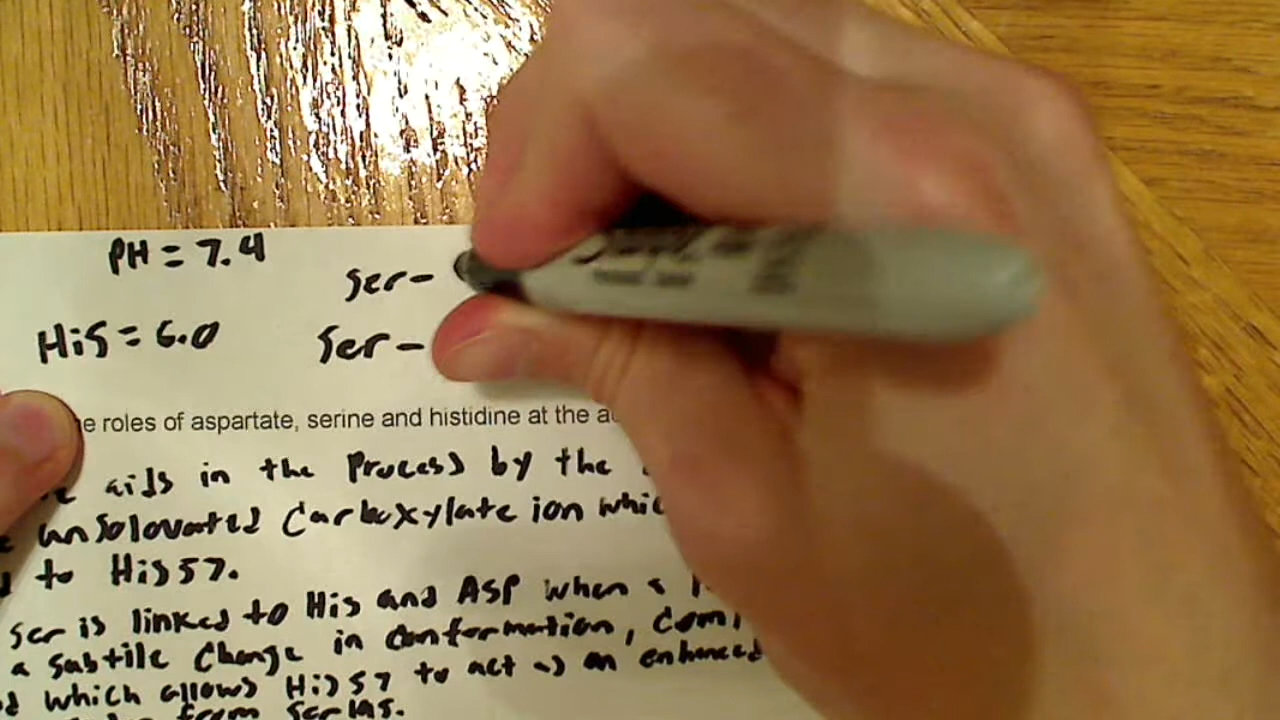 PH = 7.4
Ser-
His = 6.0
Ser-
e roles of aspartate, serine and histidine at the a
aids in the Process by the
unsolovated Carboxylate ion whic
to His57.
Ser is linked to His and ASP when
a subtile Change in conformation,
which allows His57 to act as an enhanced
from